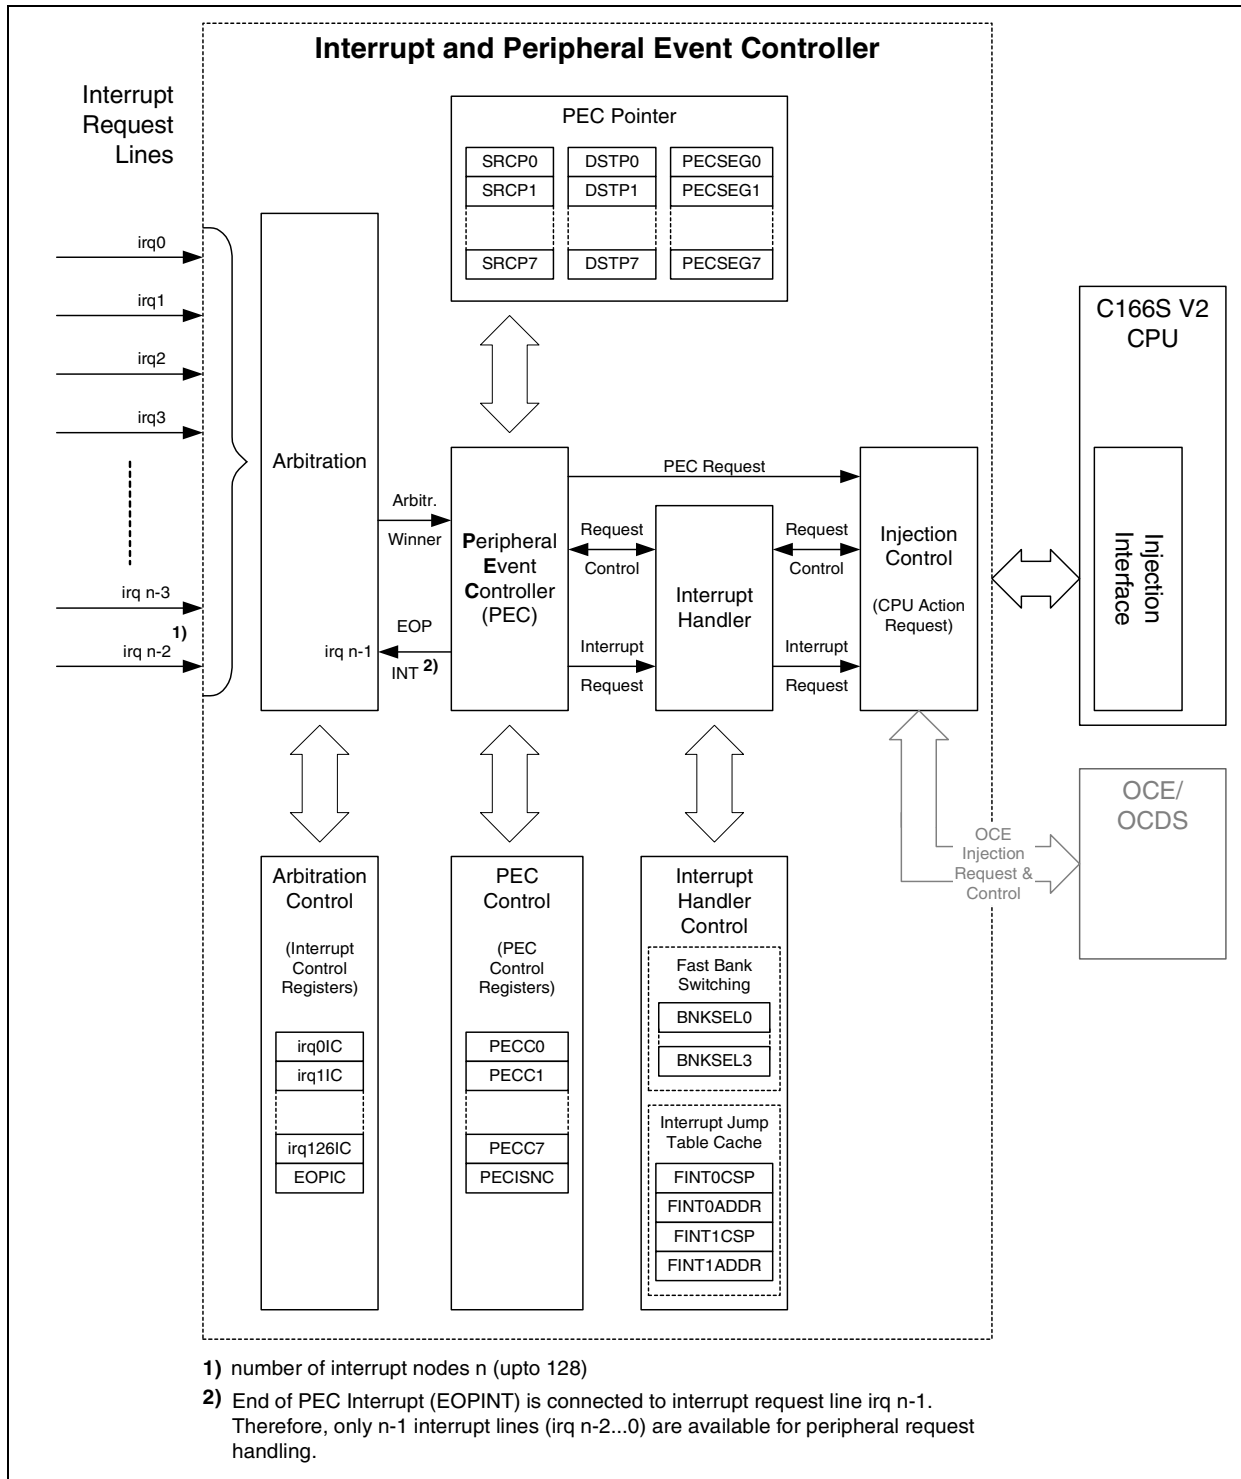 Interrupt and Peripheral Event Controller
Interrupt
Request
Lines
irq0
irq1
irq2
irq3
irq n-3
1)
irq n-2
PEC Pointer
SRCP0 DSTP0 PECSEG0
SRCP1 DSTP1 PECSEG1
SRCP7 DSTP7 PECSEG7
Arbitration
irq n-1
Arbitr.
Winner
EOP
INT 2)
Peripheral
Event
Controller
(PEC)
PEC Request
Request
Control
Interrupt
Request
Interrupt
Handler
Request
Control
Interrupt
Request
Injection
Control
(CPU Action
Request)
C166S V2
CPU
Injection
Interface
OCE/
OCDS
OCE
Injection
Request &
Control
Arbitration
Control
(Interrupt
Control
Registers)
irq0IC
irq1IC
irq126IC
EOPIC
PEC
Control
(PEC
Control
Registers)
PECC0
PECC1
PECC7
PECISNC
Interrupt
Handler
Control
Fast Bank
Switching
BNKSEL0
BNKSEL3
Interrupt Jump
Table Cache
FINT0CSP
FINT0ADDR
FINT1CSP
FINT1ADDR
1) number of interrupt nodes n (upto 128)
2) End of PEC Interrupt (EOPINT) is connected to interrupt request line irq n-1.
Therefore, only n-1 interrupt lines (irq n-2...0) are available for peripheral request
handling.